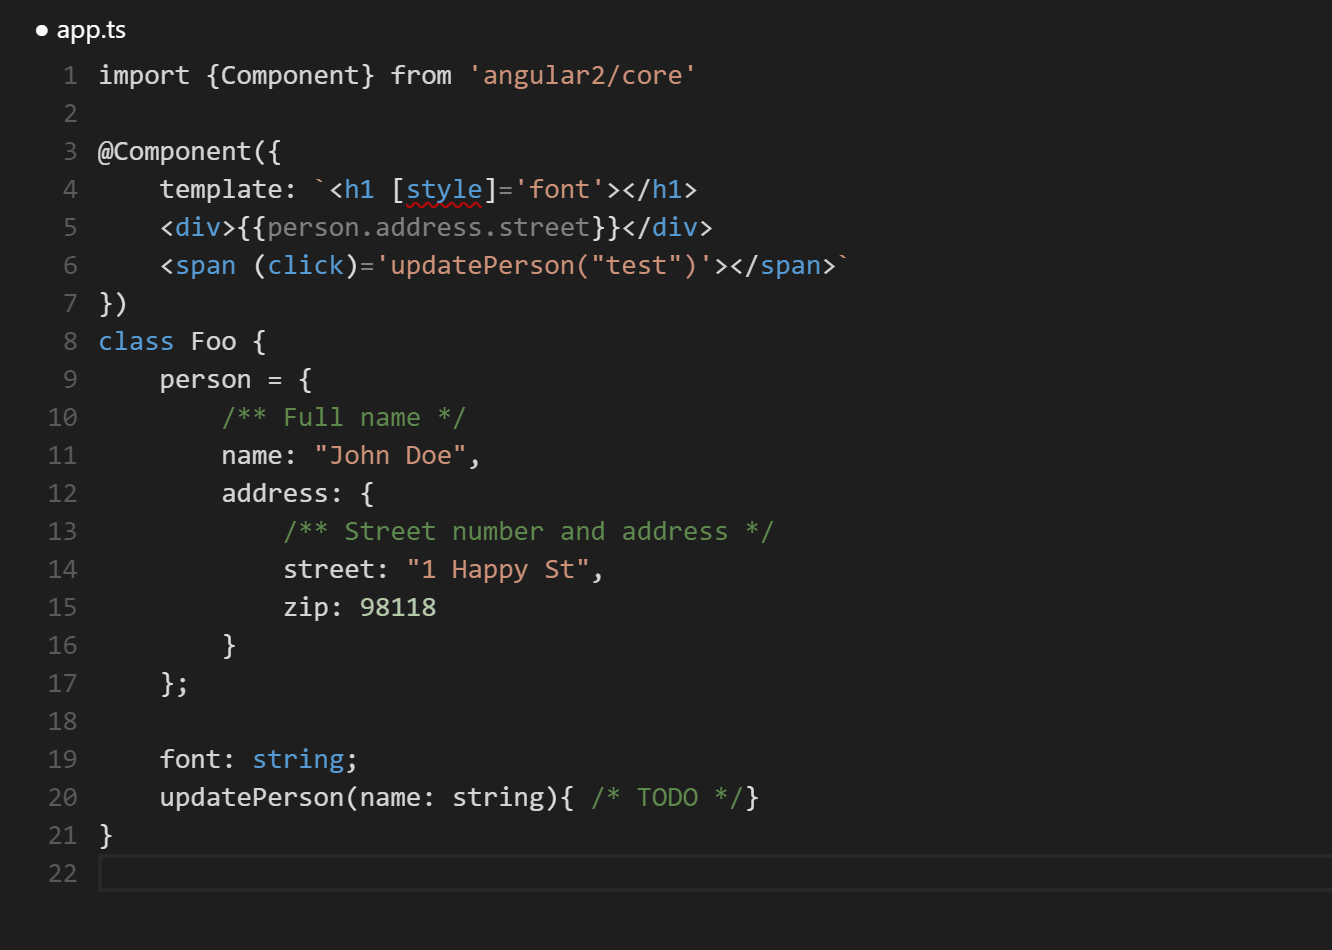 ● app.ts
1 import {Component} from 'angular2/core'
2
3 @Component({
4     template: `<h1 [style]='font'></h1>
5     <div>{{person.address.street}}</div>
6     <span (click)='updatePerson("test")'></span>`
7 })
8 class Foo {
9     person = {
10         /** Full name */
11         name: "John Doe",
12         address: {
13             /** Street number and address */
14             street: "1 Happy St",
15             zip: 98118
16         }
17     };
18
19     font: string;
20     updatePerson(name: string){ /* TODO */}
21 }
22